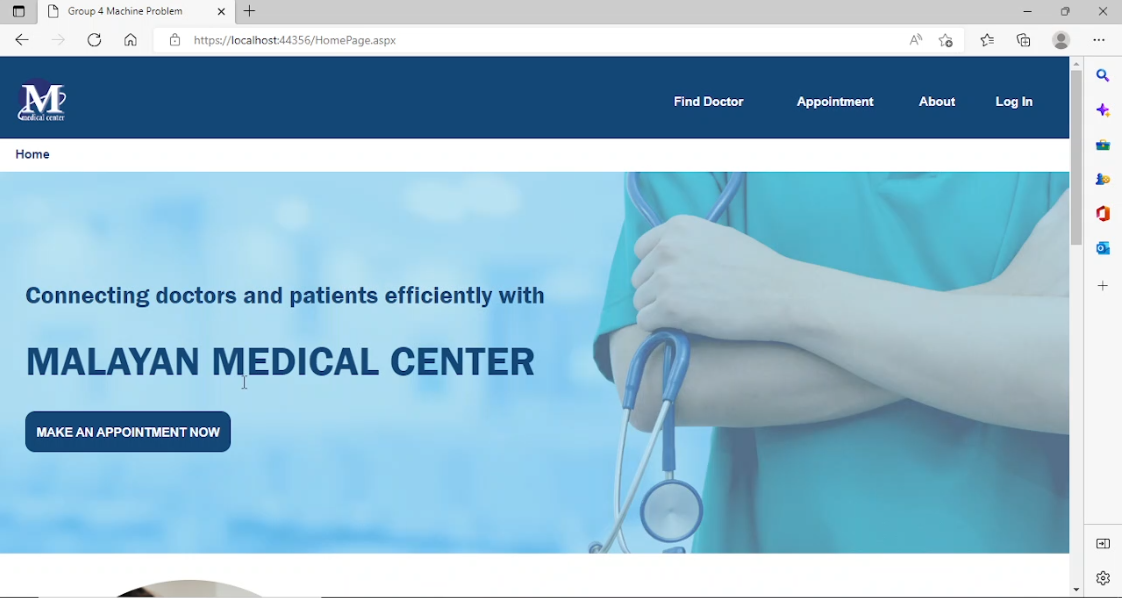 Group 4 Machine Problem
https://localhost:44356/HomePage.aspx
M
medical center
Find Doctor
Appointment
About
Log In
Home
Connecting doctors and patients efficiently with
MALAYAN MEDICAL CENTER
MAKE AN APPOINTMENT NOW